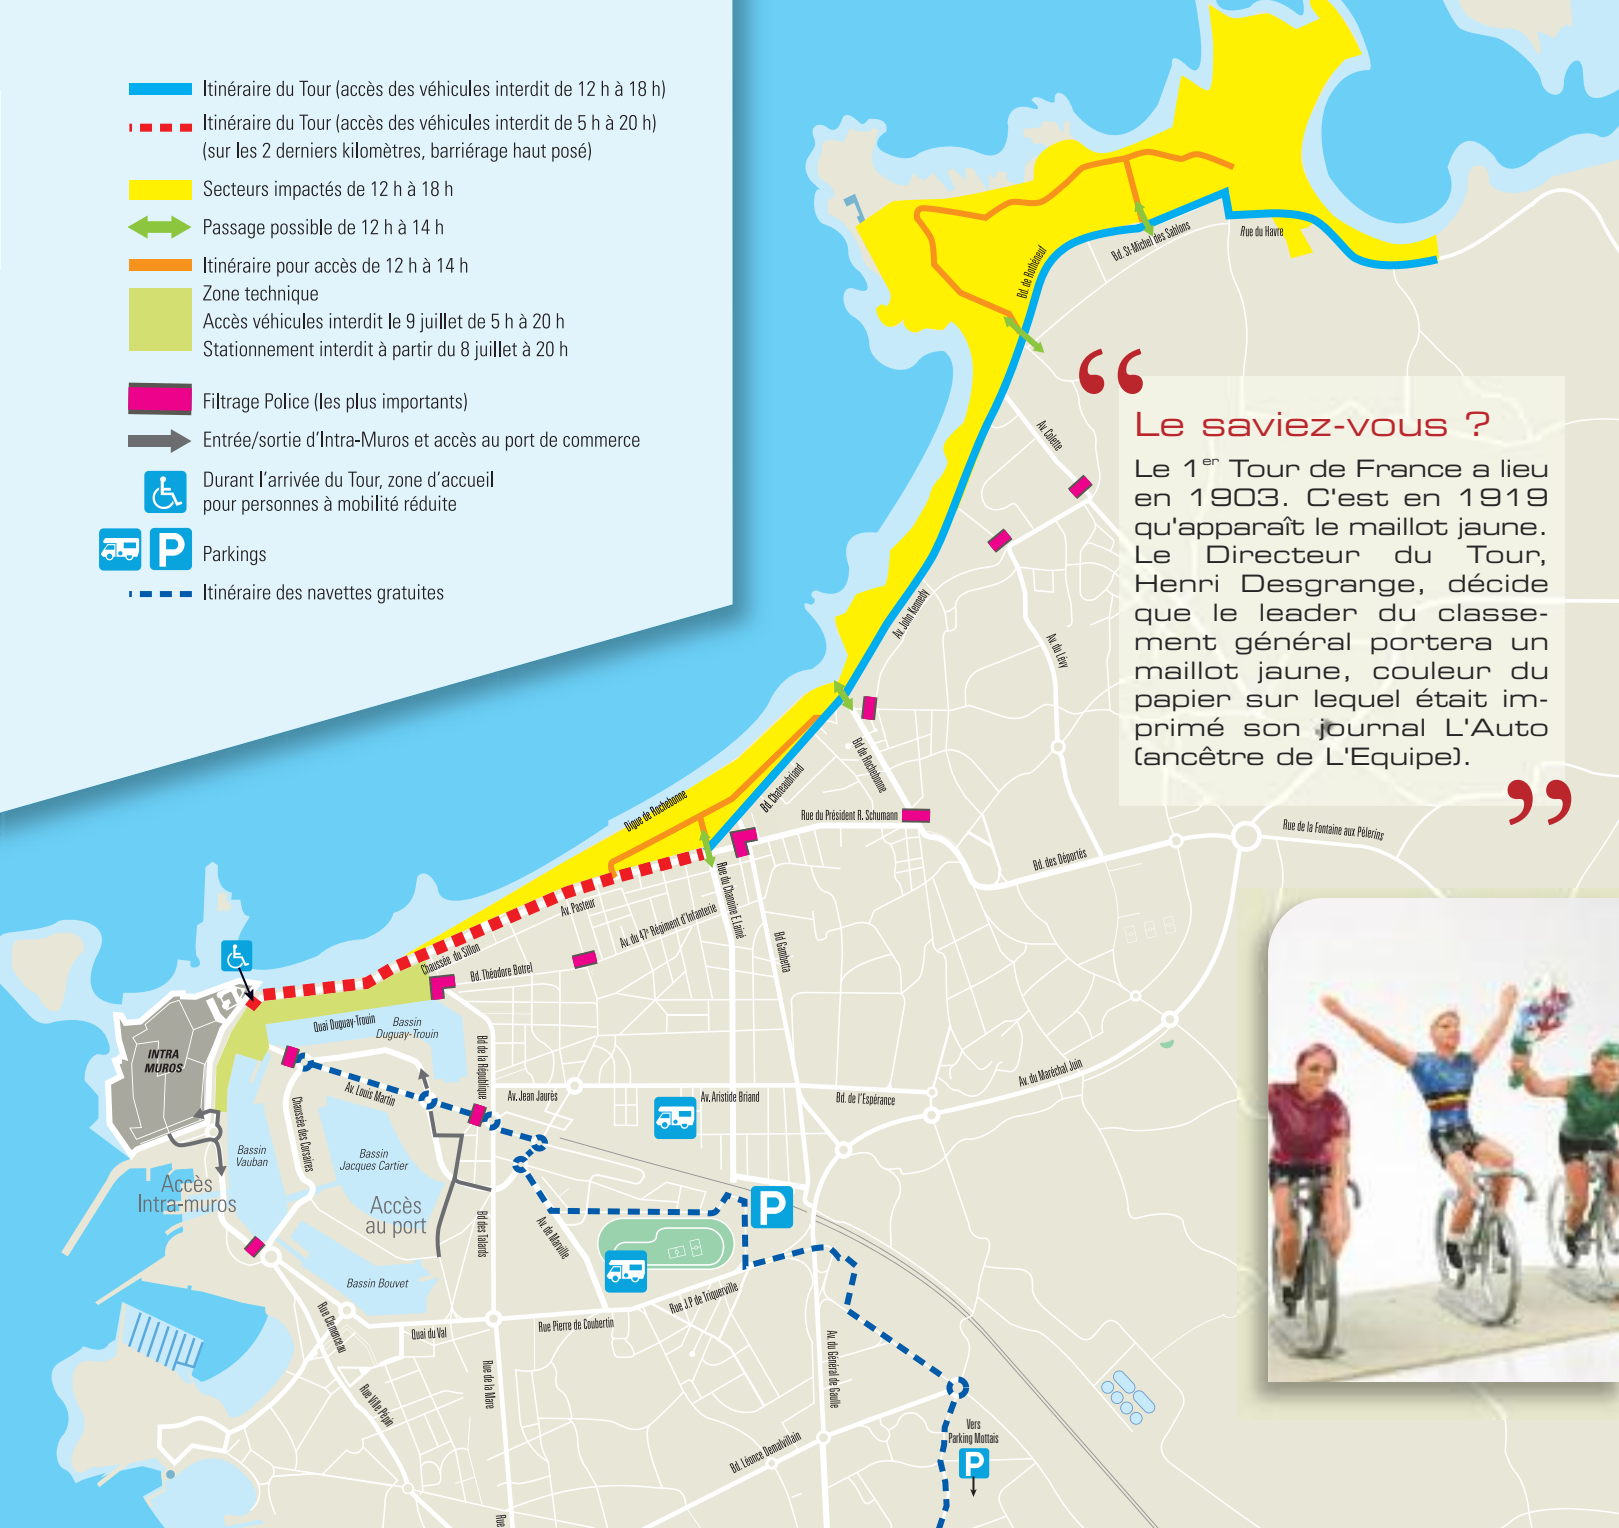 Itinéraire du Tour (accès des véhicules interdit de 12 h à 18 h)
Itinéraire du Tour (accès des véhicules interdit de 5 h à 20 h)
(sur les 2 derniers kilomètres, barriérage haut posé)
Secteurs impactés de 12 h à 18 h
Passage possible de 12 h à 14 h
Itinéraire pour accès de 12 h à 14 h
Zone technique
Accès véhicules interdit le 9 juillet de 5 h à 20 h
Stationnement interdit à partir du 8 juillet à 20 h
Filtrage Police (les plus importants)
Entrée/sortie d'Intra-Muros et accès au port de commerce
Durant l'arrivée du Tour, zone d'accueil
pour personnes à mobilité réduite
P
Parkings
Itinéraire des navettes gratuites
Rue du Havre
Bd. St-Michel des Sablons
Bd. de Rothéneuf
Av. Colette
“
Le saviez-vous ?
Le 1er Tour de France a lieu
en 1903. C'est en 1919
qu'apparaît le maillot jaune.
Le Directeur du Tour,
Henri Desgrange, décide
que le leader du classe-
ment général portera un
maillot jaune, couleur du
papier sur lequel était im-
primé son journal L'Auto
(ancêtre de L'Equipe).
”
Av. John Kennedy
Av. du Lévy
Bd de Rochebonne
Bd. Chateaubriand
Digue de Rochebonne
Rue du Président R. Schumann
Rue de la Fontaine aux Pèlerins
Bd. des Déportés
Rue du Chanoine F. Lainé
Av. Pasteur
Av. du 47e Régiment d'Infanterie
Bd Gambetta
Chaussée du Sillon
Bd. Théodore Botrel
Quai Duguay-Trouin
Bassin
Duguay-Trouin
INTRA
MUROS
Bd de la République
Av. Louis Martin
Av. Jean Jaurès
Av. Aristide Briand
Bd. de l'Espérance
Av. du Maréchal Juin
Chaussée des Corsaires
Bassin
Vauban
Bassin
Jacques Cartier
Accès
Intra-muros
Accès
au port
P
Bd des Talards
Av. de Marville
Bassin Bouvet
Rue J.P de Triquerville
Rue Clemenceau
Quai du Val
Rue Pierre de Coubertin
Av. du Général de Gaulle
Rue de la Mare
Rue Ville Pépin
Bd. Léonce Demalvillain
Vers
Parking Mottais
P
Rue